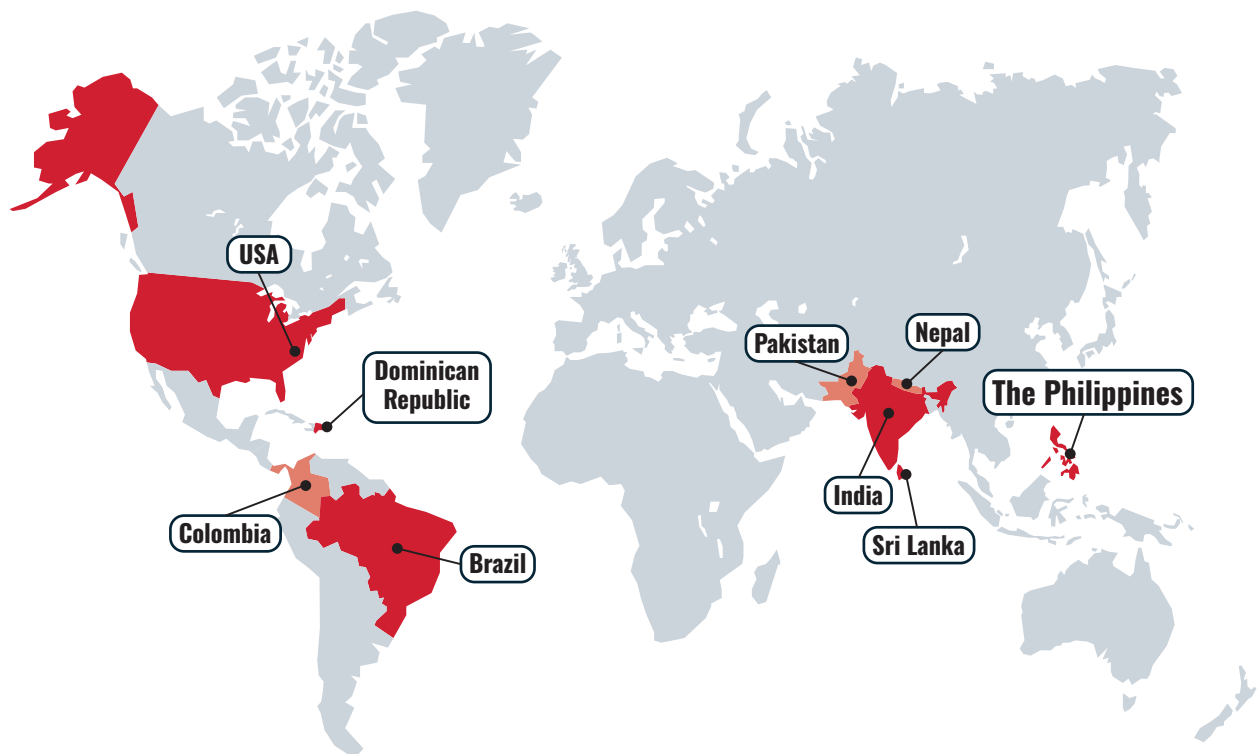 USA
Nepal
Pakistan
Dominican
Republic
The Philippines
India
Colombia
Sri Lanka
Brazil